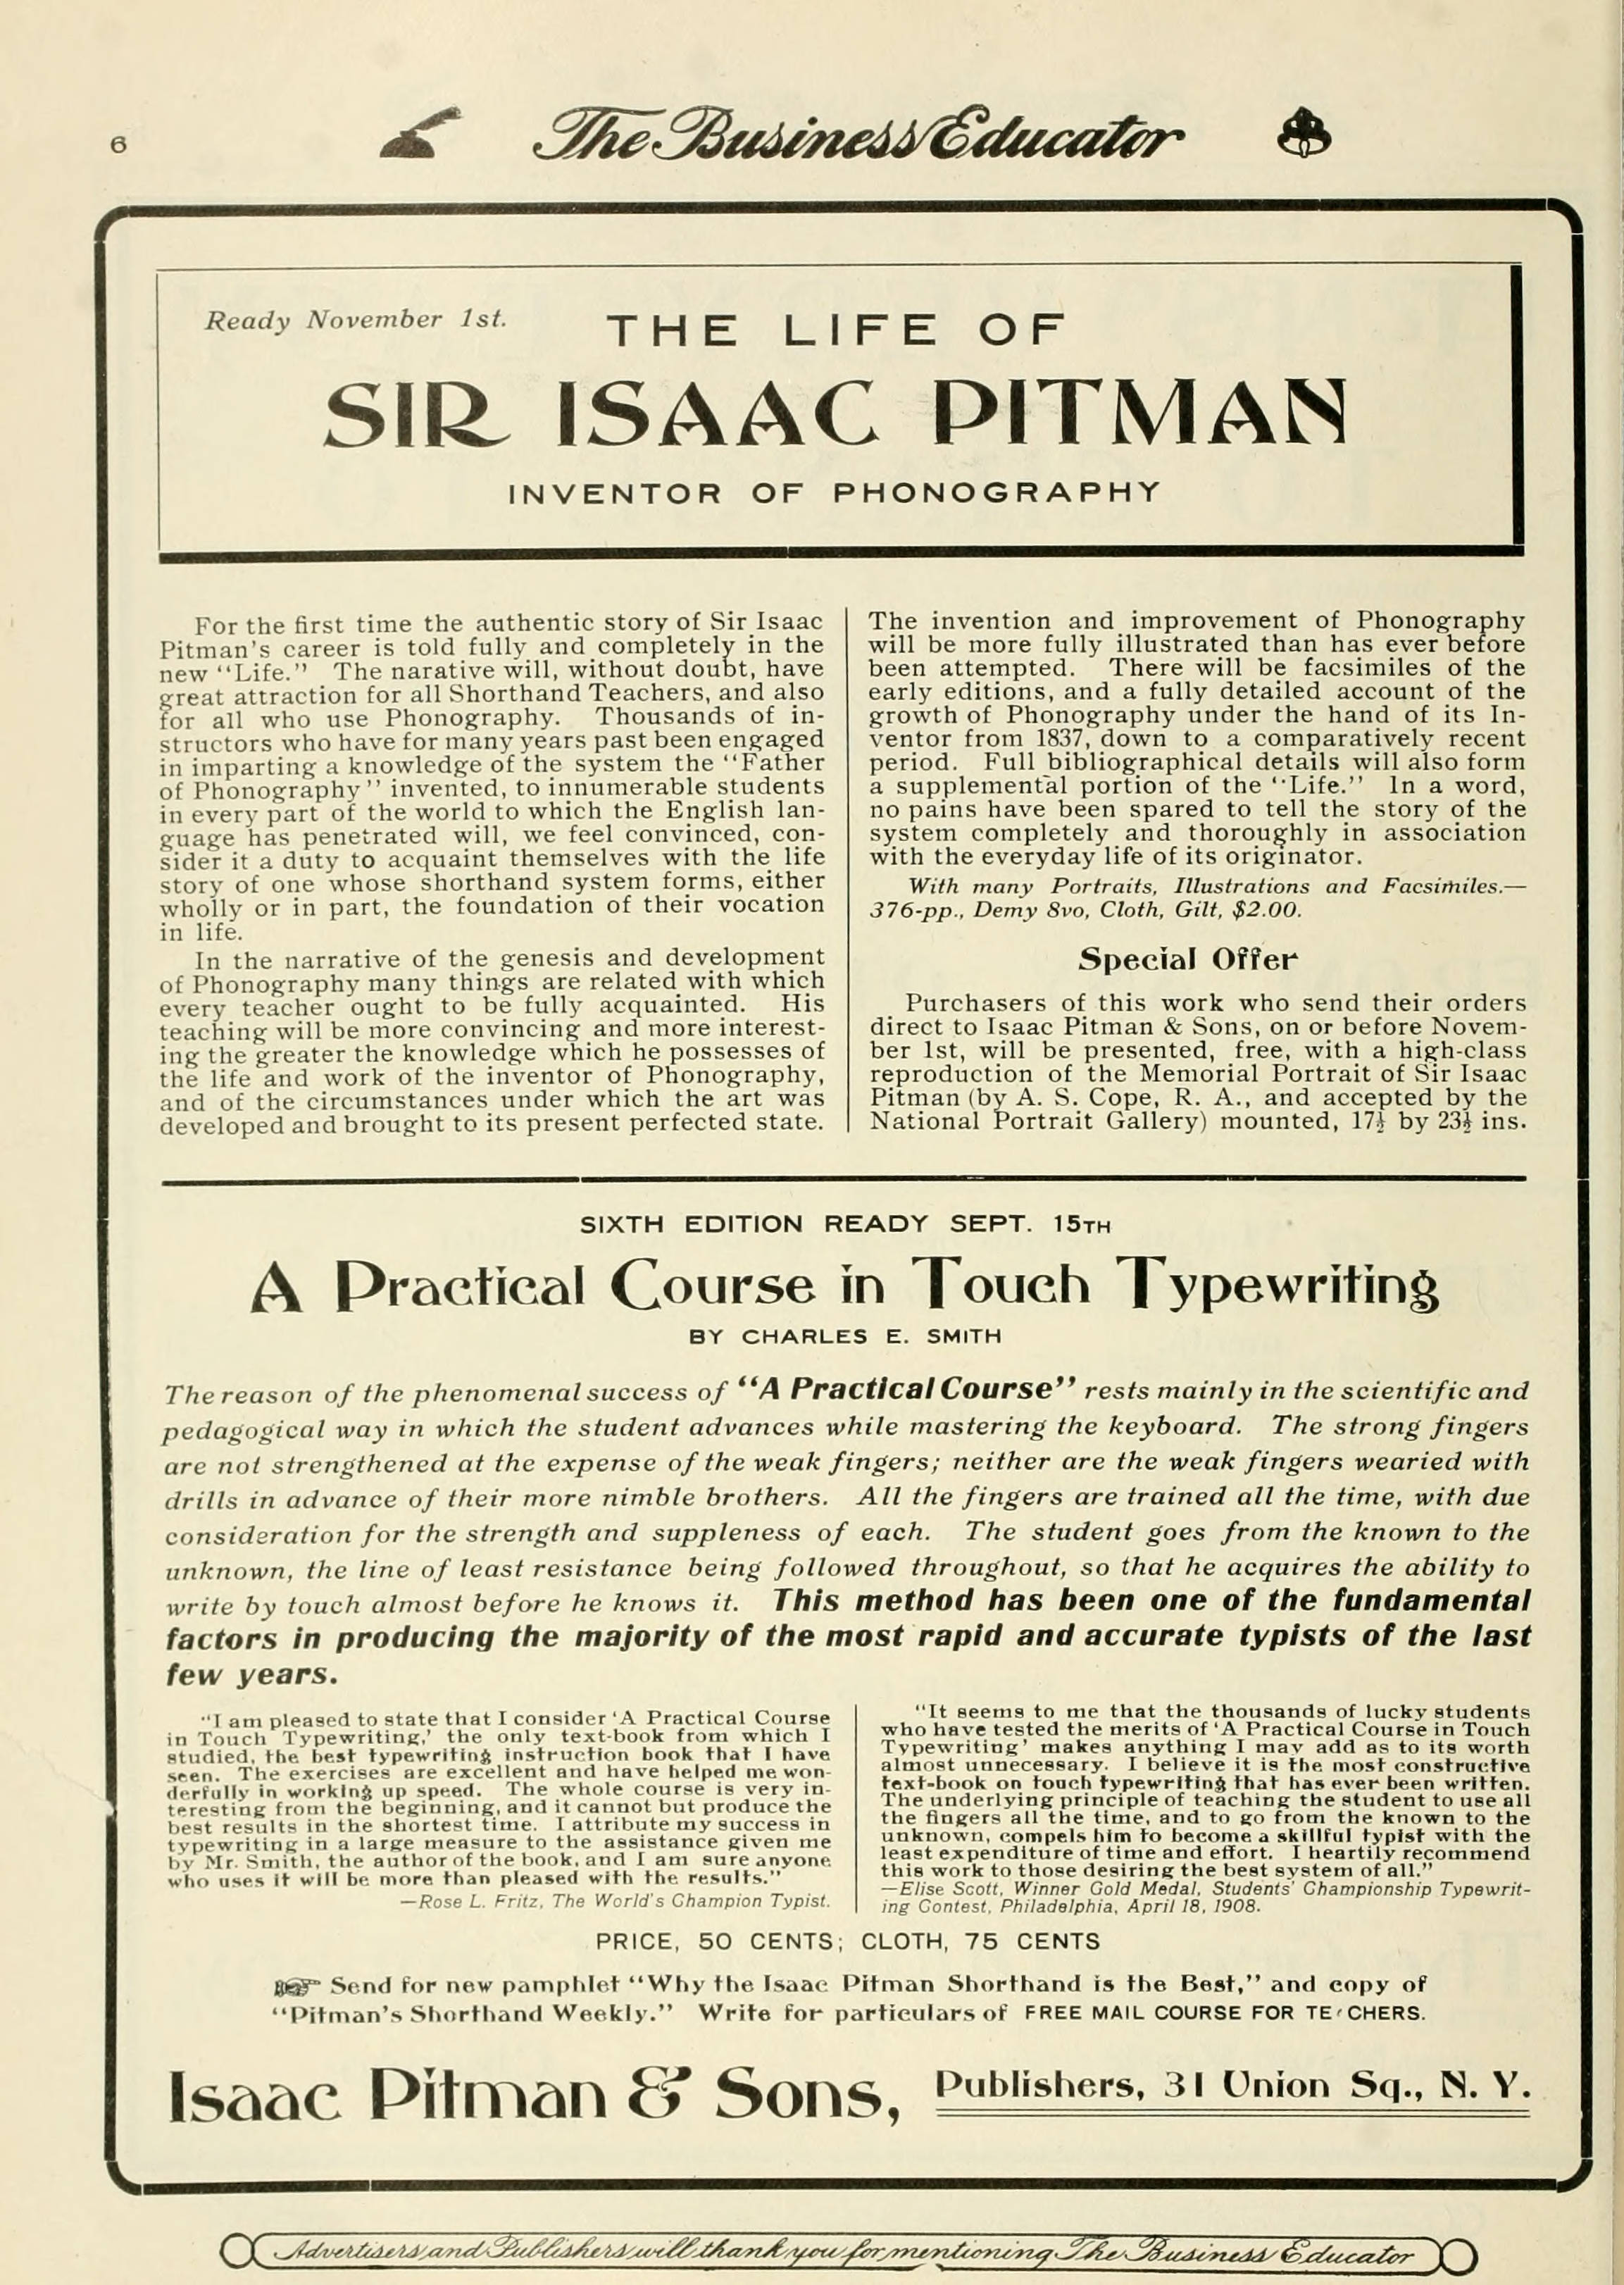 6
The Business Educator
Ready November 1st.
THE LIFE OF
SIR ISAAC PITMAN
INVENTOR OF PHONOGRAPHY
For the first time the authentic story of Sir Isaac
Pitman's career is told fully and completely in the
new "Life." The narative will, without doubt, have
great attraction for all Shorthand Teachers, and also
for all who use Phonography. Thousands of in-
structors who have for many years past been engaged
in imparting a knowledge of the system the "Father
of Phonography" invented, to innumerable students
in every part of the world to which the English lan-
guage has penetrated will, we feel convinced, con-
sider it a duty to acquaint themselves with the life
story of one whose shorthand system forms, either
wholly or in part, the foundation of their vocation
in life.
In the narrative of the genesis and development
of Phonography many things are related with which
every teacher ought to be fully acquainted. His
teaching will be more convincing and more interest-
ing the greater the knowledge which he possesses of
the life and work of the inventor of Phonography,
and of the circumstances under which the art was
developed and brought to its present perfected state.
The invention and improvement of Phonography
will be more fully illustrated than has ever before
been attempted. There will be facsimiles of the
early editions, and a fully detailed account of the
growth of Phonography under the hand of its In-
ventor from 1837, down to a comparatively recent
period. Full bibliographical details will also form
a supplemental portion of the "Life." In a word,
no pains have been spared to tell the story of the
system completely and thoroughly in association
with the everyday life of its originator.
With many Portraits, Illustrations and Facsimiles.—
376-pp., Demy 8vo, Cloth, Gilt, $2.00.
Special Offer
Purchasers of this work who send their orders
direct to Isaac Pitman & Sons, on or before Novem-
ber 1st, will be presented, free, with a high-class
reproduction of the Memorial Portrait of Sir Isaac
Pitman (by A. S. Cope, R. A., and accepted by the
National Portrait Gallery) mounted, 17½ by 23½ ins.
SIXTH EDITION READY SEPT. 15TH
A Practical Course in Touch Typewriting
BY CHARLES E. SMITH
The reason of the phenomenal success of "A Practical Course" rests mainly in the scientific and
pedagogical way in which the student advances while mastering the keyboard. The strong fingers
are not strengthened at the expense of the weak fingers; neither are the weak fingers wearied with
drills in advance of their more nimble brothers. All the fingers are trained all the time, with due
consideration for the strength and suppleness of each. The student goes from the known to the
unknown, the line of least resistance being followed throughout, so that he acquires the ability to
write by touch almost before he knows it. This method has been one of the fundamental
factors in producing the majority of the most rapid and accurate typists of the last
few years.
"I am pleased to state that I consider 'A Practical Course
in Touch Typewriting,' the only text-book from which I
studied, the best typewriting instruction book that I have
seen. The exercises are excellent and have helped me won-
derfully in working up speed. The whole course is very in-
teresting from the beginning, and it cannot but produce the
best results in the shortest time. I attribute my success in
typewriting in a large measure to the assistance given me
by Mr. Smith, the author of the book, and I am sure anyone
who uses it will be more than pleased with the results."
—Rose L. Fritz, The World's Champion Typist.
"It seems to me that the thousands of lucky students
who have tested the merits of 'A Practical Course in Touch
Typewriting' makes anything I may add as to its worth
almost unnecessary. I believe it is the most constructive
text-book on touch typewriting that has ever been written.
The underlying principle of teaching the student to use all
the fingers all the time, and to go from the known to the
unknown, compels him to become a skillful typist with the
least expenditure of time and effort. I heartily recommend
this work to those desiring the best system of all."
—Elise Scott, Winner Gold Medal, Students' Championship Typewrit-
ing Contest, Philadelphia, April 18, 1908.
PRICE, 50 CENTS; CLOTH, 75 CENTS
Send for new pamphlet "Why the Isaac Pitman Shorthand is the Best," and copy of
"Pitman's Shorthand Weekly." Write for particulars of FREE MAIL COURSE FOR TE'CHERS.
Isaac Pitman & Sons, Publishers, 31 Union Sq., N. Y.
Advertisers and Publishers will thank you for mentioning The Business Educator